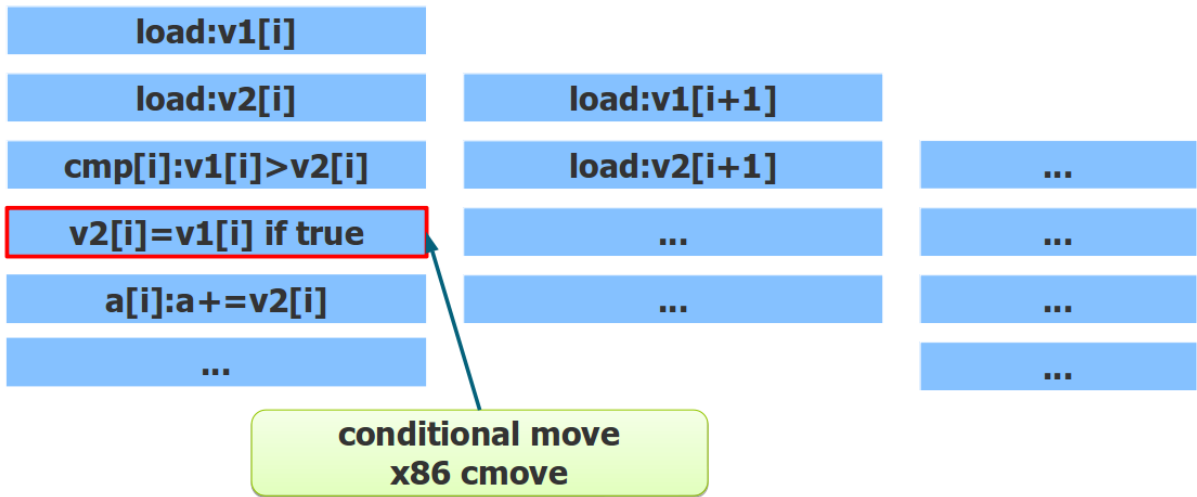 load:v1[i]
load:v2[i] load:v1[i+1]
cmp[i]:v1[i]>v2[i] load:v2[i+1] ...
v2[i]=v1[i] if true ... ...
a[i]:a+=v2[i] ... ...
... ...
conditional move
x86 cmove